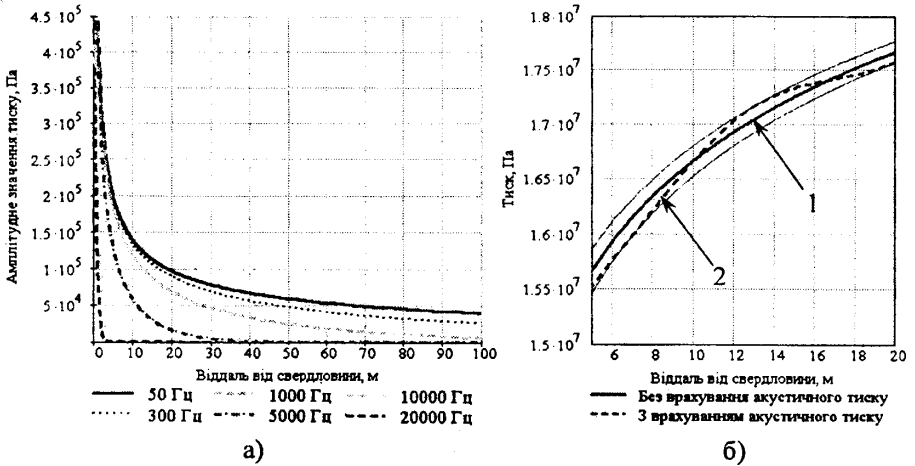 Амплітудне значення тиску, Па
4.5·10⁵
4·10⁵
3.5·10⁵
3·10⁵
2.5·10⁵
2·10⁵
1.5·10⁵
1·10⁵
5·10⁴
0 10 20 30 40 50 60 70 80 90 100
Віддаль від свердловини, м
50 Гц 1000 Гц 10000 Гц
300 Гц 5000 Гц 20000 Гц
а)
Тиск, Па
1.8·10⁷
1.75·10⁷
1.7·10⁷
1.65·10⁷
1.6·10⁷
1.55·10⁷
1.5·10⁷
1
2
6 8 10 12 14 16 18 20
Віддаль від свердловини, м
Без врахування акустичного тиску
З врахуванням акустичного тиску
б)